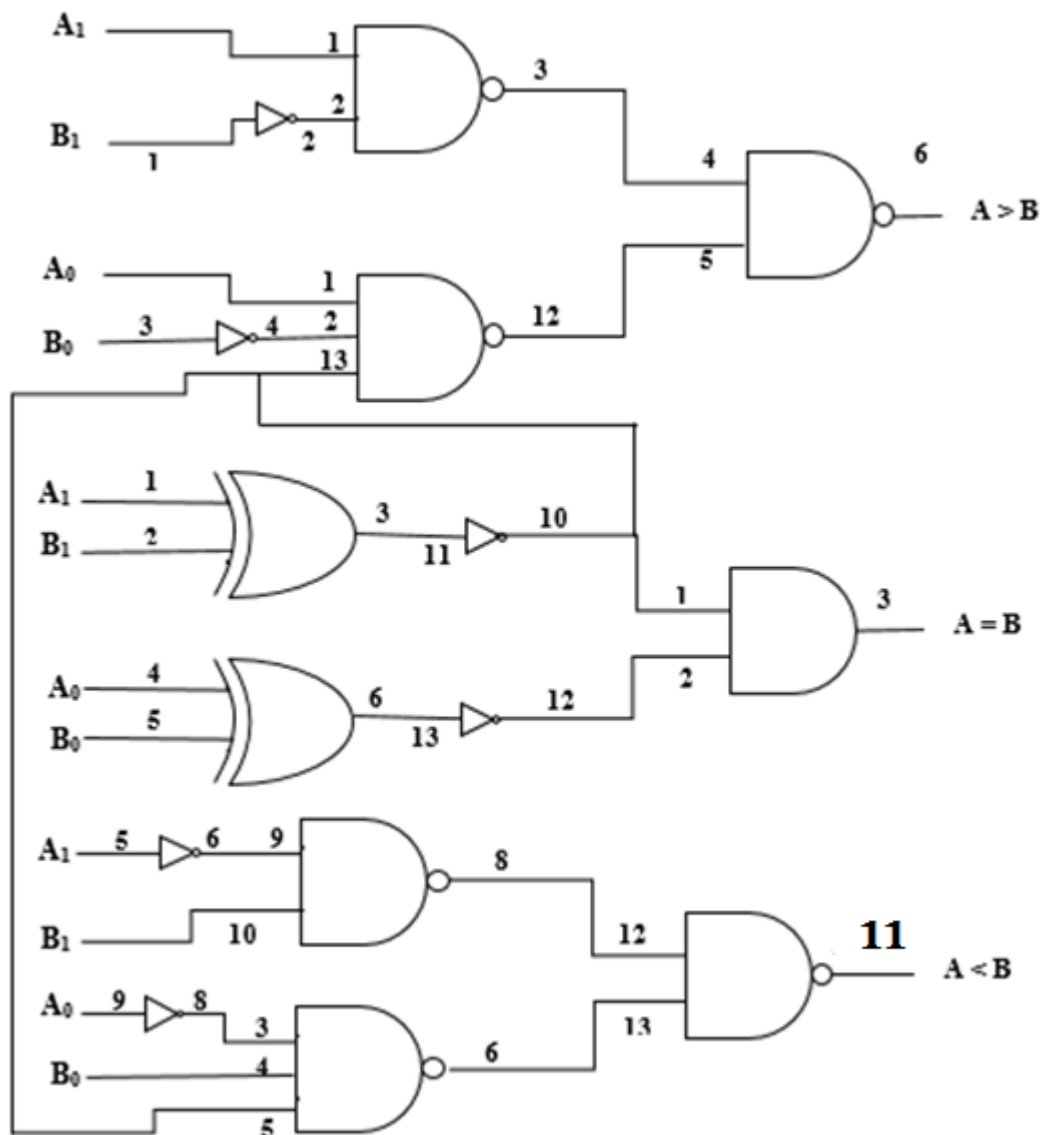 A₁ 1 3
B₁ 1 2 2
4 6
A > B
5
A₀ 1
B₀ 3 4 2 12
13
A₁ 1 3 10
B₁ 2 11
1 3
A = B
2
A₀ 4 6 12
B₀ 5 13
A₁ 5 6 9 8
B₁ 10
12 11
A < B
13
A₀ 9 8 3
B₀ 4 6
5